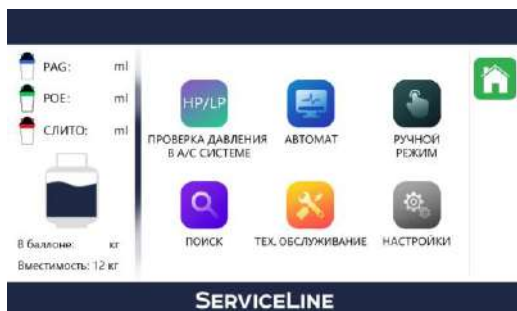 PAG: ml
POE: ml
СЛИТО: ml
В баллоне: кг
Вместимость: 12 кг
HP/LP
ПРОВЕРКА ДАВЛЕНИЯ
В А/С СИСТЕМЕ
АВТОМАТ
РУЧНОЙ
РЕЖИМ
ПОИСК
ТЕХ. ОБСЛУЖИВАНИЕ
НАСТРОЙКИ
SERVICELINE